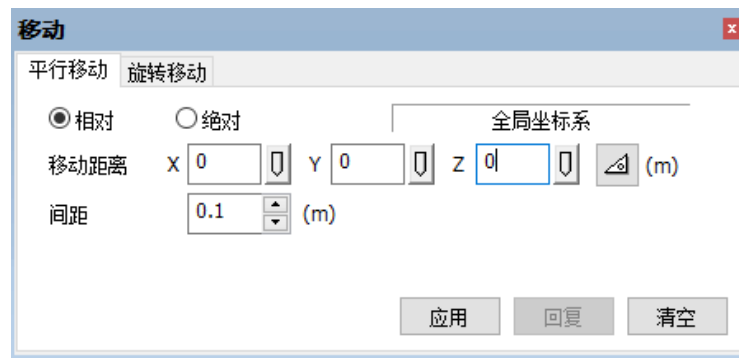 移动
平行移动 旋转移动
相对 绝对 全局坐标系
移动距离 X 0 Y 0 Z 0 (m)
间距 0.1 (m)
应用 回复 清空